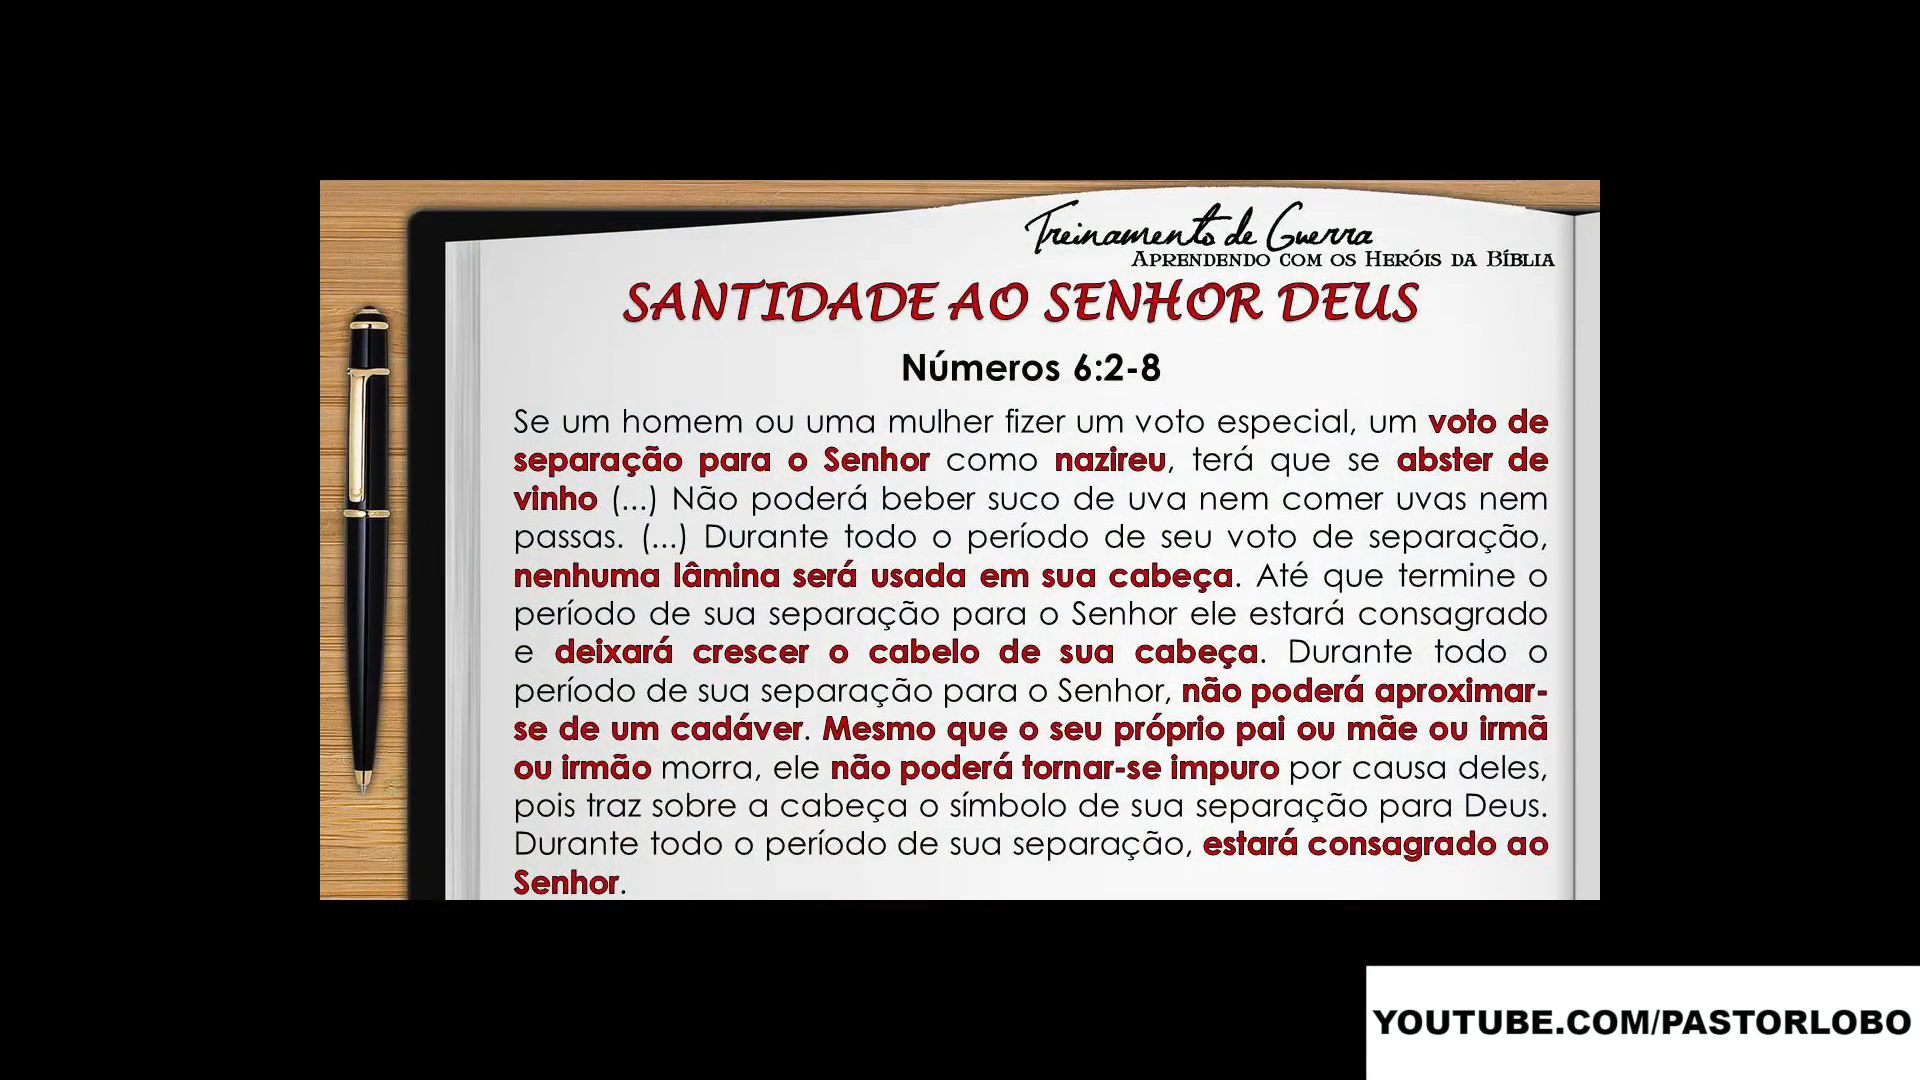 Treinamento de Guerra
Aprendendo com os Heróis da Bíblia
SANTIDADE AO SENHOR DEUS
Números 6:2-8
Se um homem ou uma mulher fizer um voto especial, um voto de
separação para o Senhor como nazireu, terá que se abster de
vinho (...) Não poderá beber suco de uva nem comer uvas nem
passas. (...) Durante todo o período de seu voto de separação,
nenhuma lâmina será usada em sua cabeça. Até que termine o
período de sua separação para o Senhor ele estará consagrado
e deixará crescer o cabelo de sua cabeça. Durante todo o
período de sua separação para o Senhor, não poderá aproximar-
se de um cadáver. Mesmo que o seu próprio pai ou mãe ou irmã
ou irmão morra, ele não poderá tornar-se impuro por causa deles,
pois traz sobre a cabeça o símbolo de sua separação para Deus.
Durante todo o período de sua separação, estará consagrado ao
Senhor.
YOUTUBE.COM/PASTORLOBO